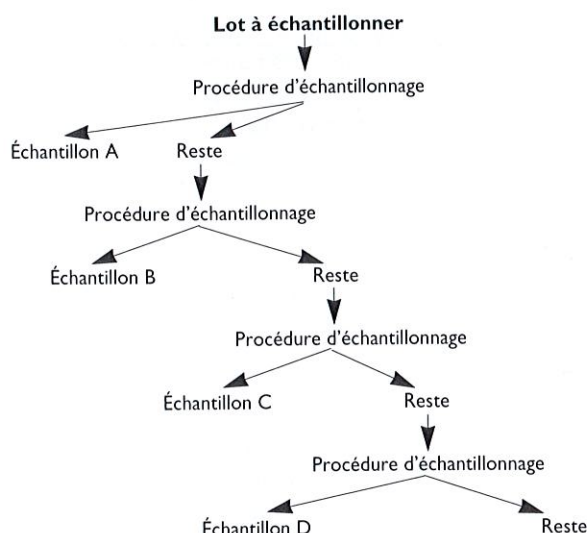 Lot à échantillonner
Procédure d'échantillonnage
Échantillon A
Reste
Procédure d'échantillonnage
Échantillon B
Reste
Procédure d'échantillonnage
Échantillon C
Reste
Procédure d'échantillonnage
Échantillon D
Reste